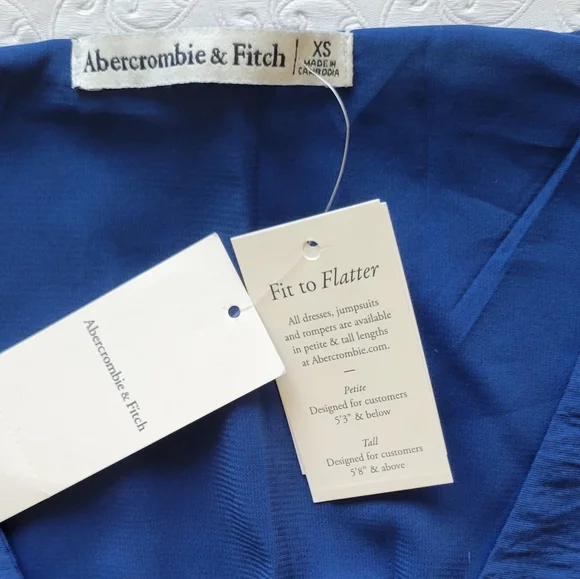 Abercrombie & Fitch
XS
MADE IN
CAMBODIA
Fit to Flatter
All dresses, jumpsuits
and rompers are available
in petite & tall lengths
at Abercrombie.com.
Petite
Designed for customers
5'3" & below
Tall
Designed for customers
5'8" & above
Abercrombie & Fitch